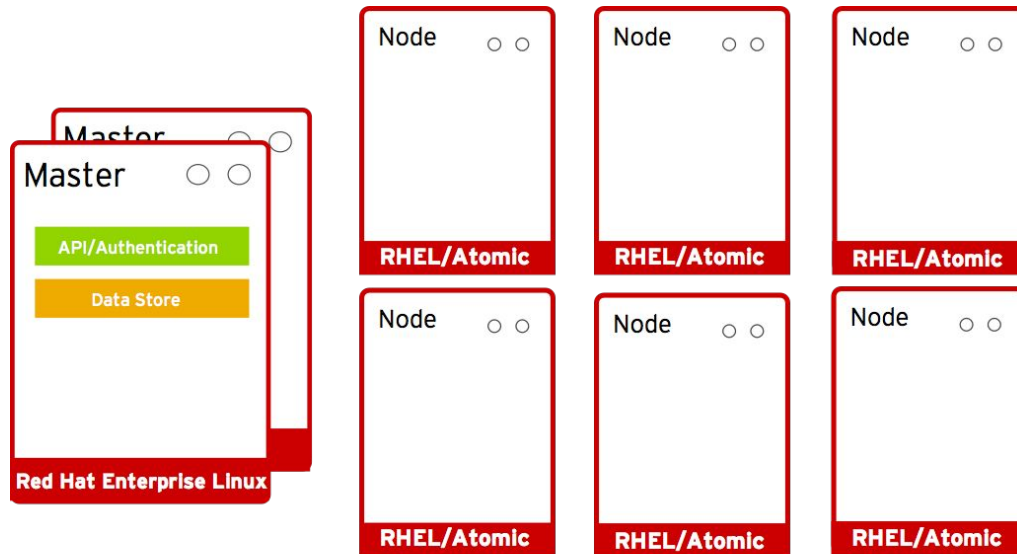 Master
Master
API/Authentication
Data Store
Red Hat Enterprise Linux
Node
Node
Node
RHEL/Atomic
RHEL/Atomic
RHEL/Atomic
Node
Node
Node
RHEL/Atomic
RHEL/Atomic
RHEL/Atomic